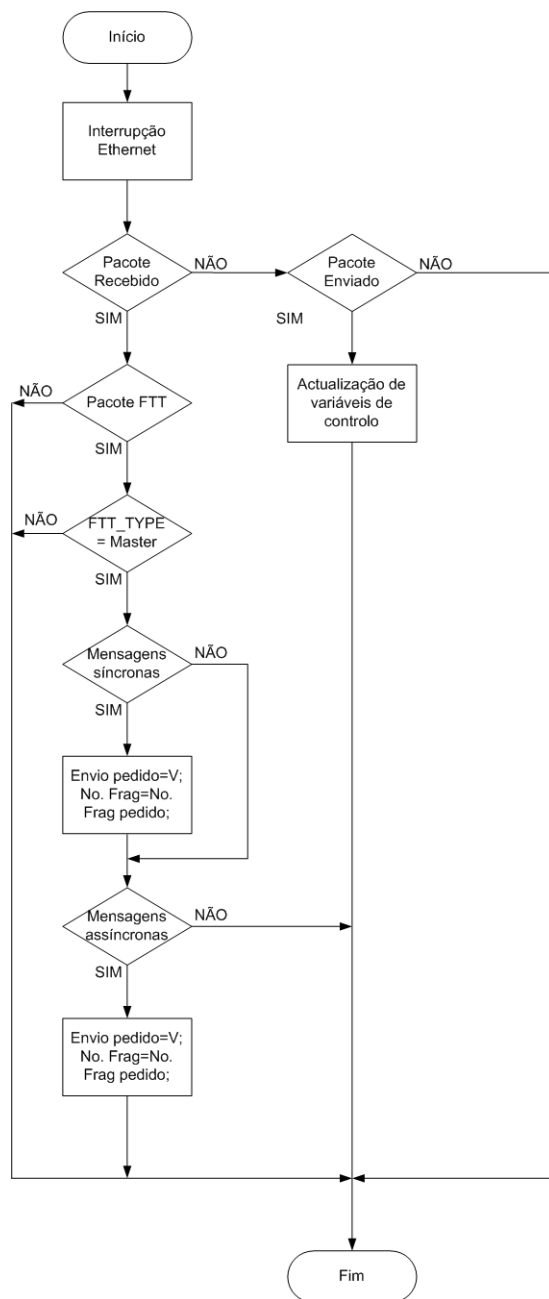 Início
Interrupção
Ethernet
Pacote
Recebido
NÃO
Pacote
Enviado
NÃO
SIM
SIM
NÃO
Pacote FTT
Actualização de
variáveis de
controlo
SIM
NÃO
FTT_TYPE
= Master
SIM
Mensagens
síncronas
NÃO
SIM
Envio pedido=V;
No. Frag=No.
Frag pedido;
Mensagens
assíncronas
NÃO
SIM
Envio pedido=V;
No. Frag=No.
Frag pedido;
Fim